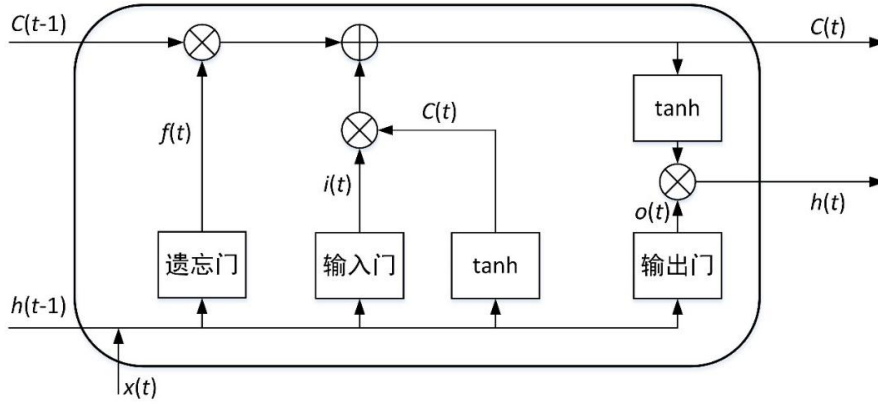 C(t-1)
C(t)
tanh
f(t)
C(t)
i(t)
o(t)
h(t)
遗忘门
输入门
tanh
输出门
h(t-1)
x(t)